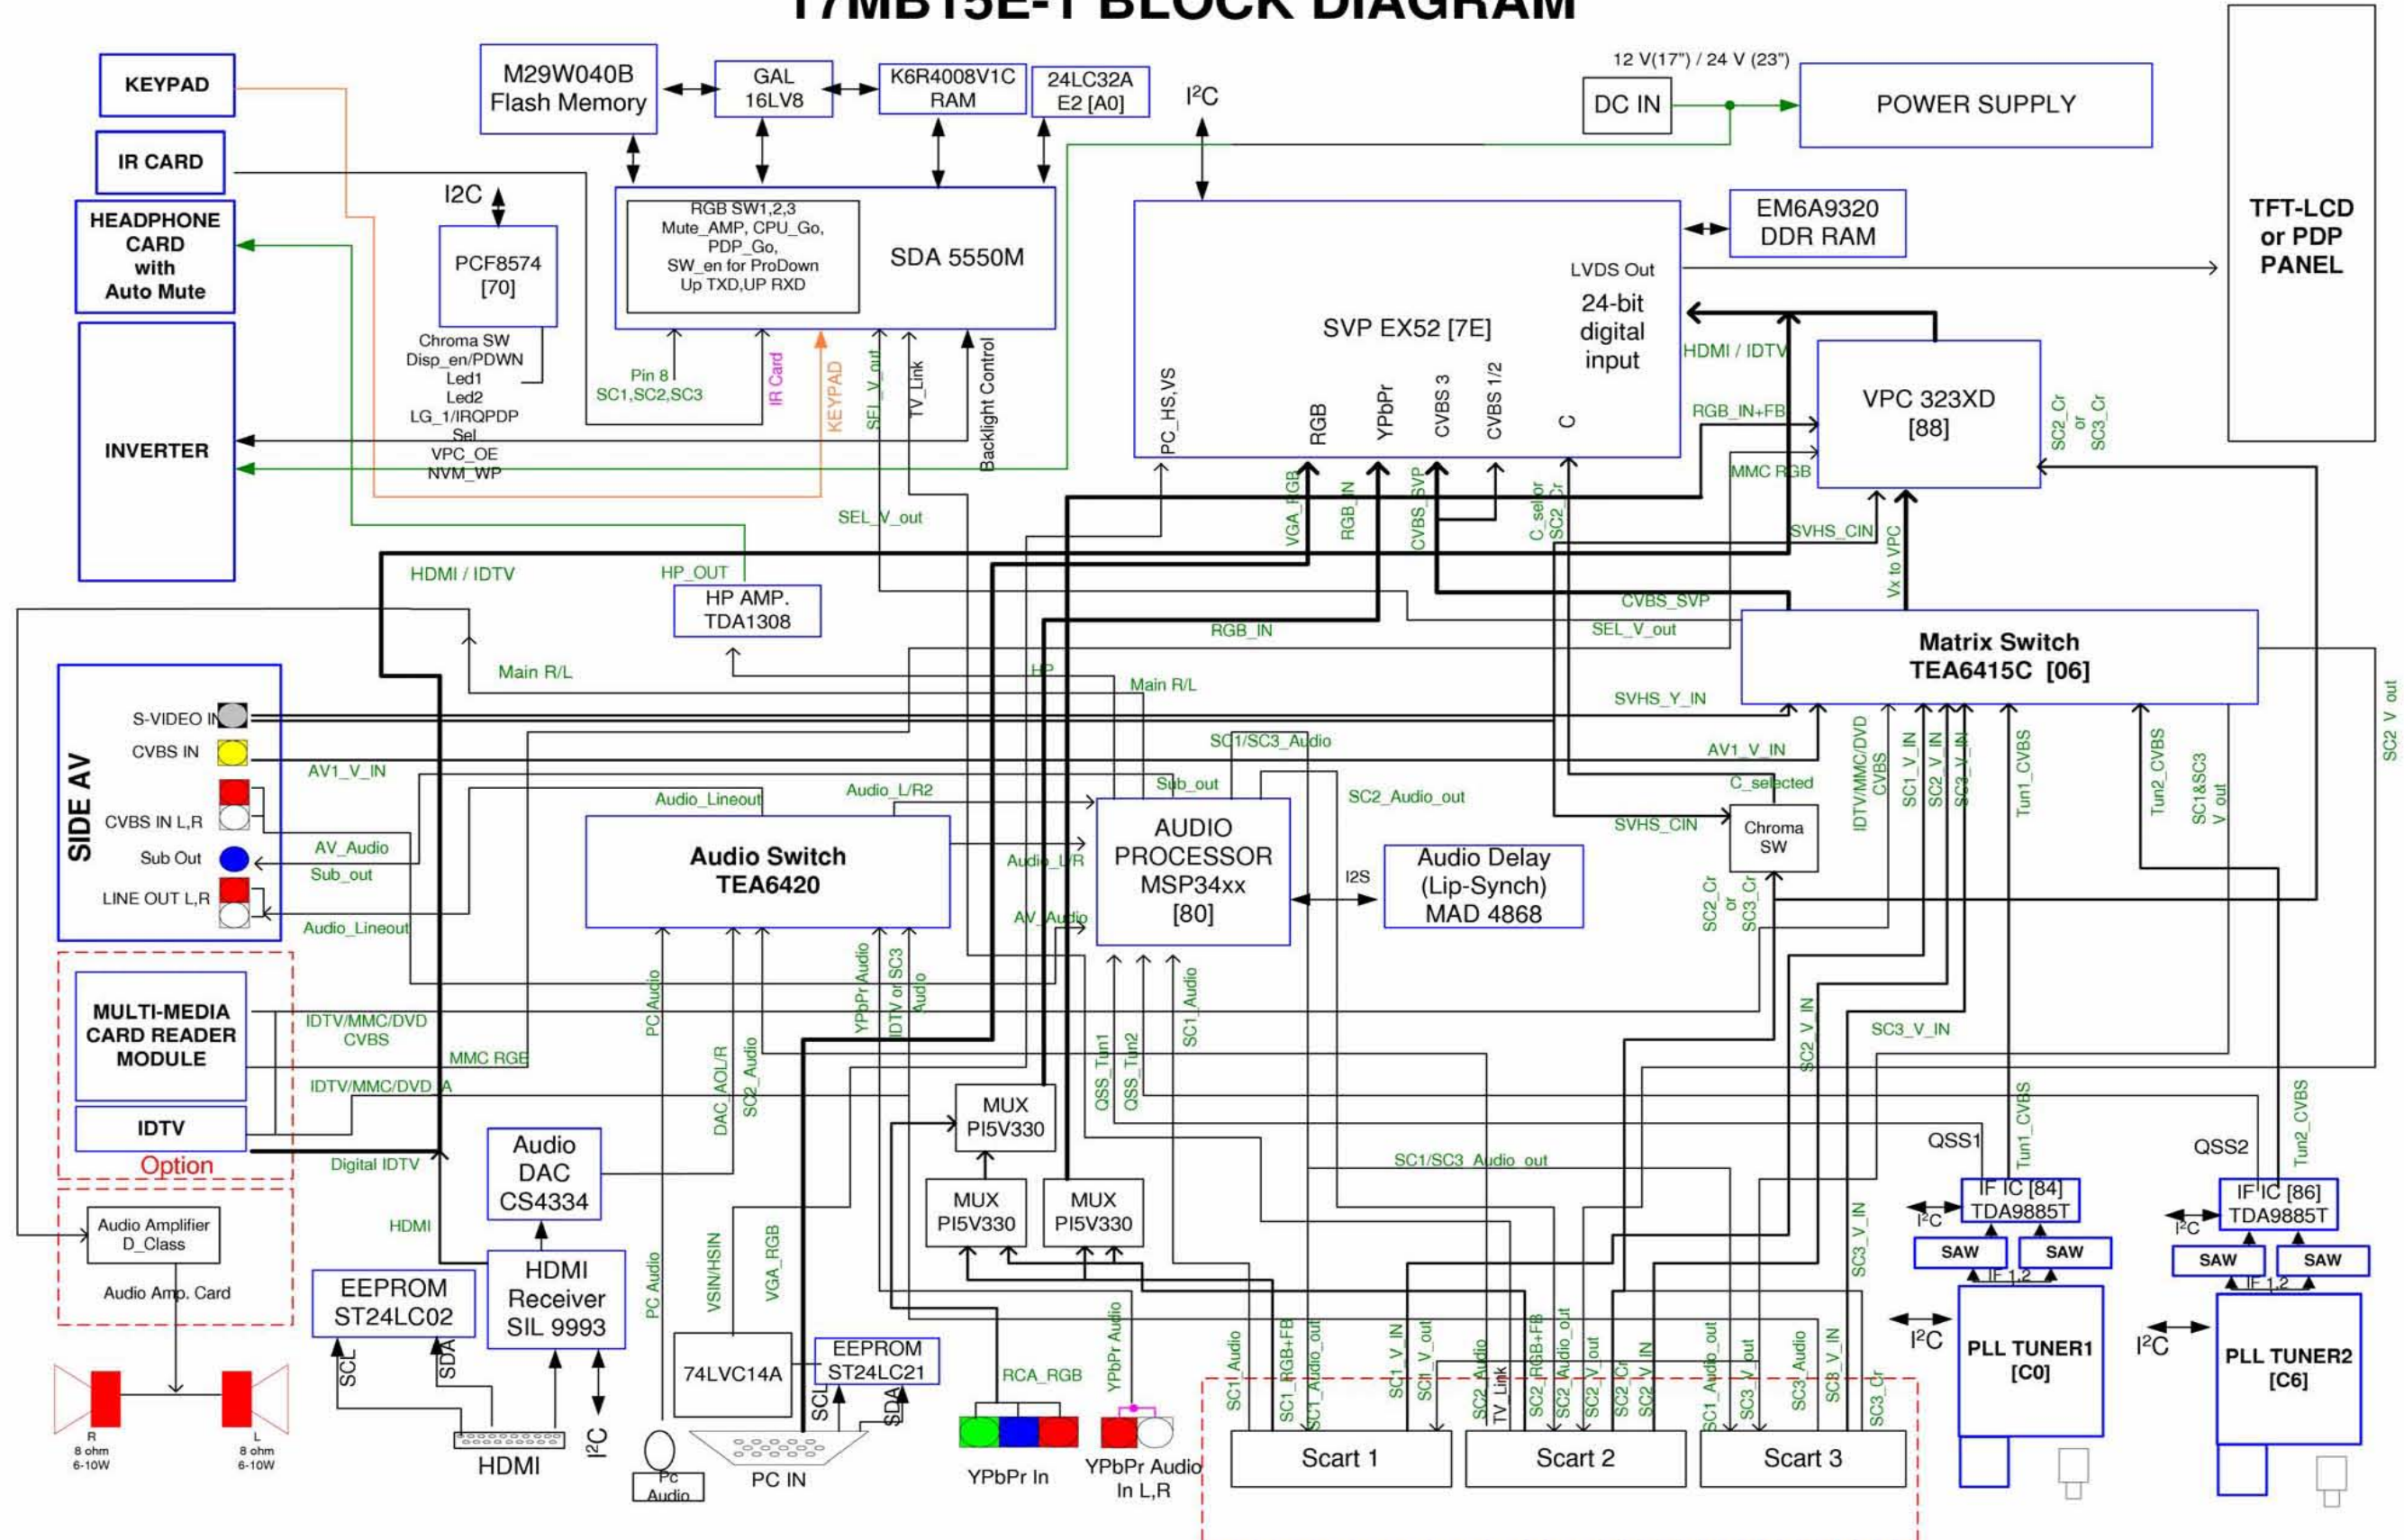 17MB15E-1 BLOCK DIAGRAM
KEYPAD
IR CARD
HEADPHONE
CARD
with
Auto Mute
INVERTER
M29W040B
Flash Memory
GAL
16LV8
K6R4008V1C
RAM
24LC32A
E2 [A0]
I²C
12 V(17") / 24 V (23")
DC IN
POWER SUPPLY
TFT-LCD
or PDP
PANEL
I2C
PCF8574
[70]
Chroma SW
Disp_en/PDWN
Led1
Led2
LG_1/IRQPDP
Sel
VPC_OE
NVM_WP
RGB SW1,2,3
Mute_AMP, CPU_Go,
PDP_Go,
SW_en for ProDown
Up TXD,UP RXD
SDA 5550M
Pin 8
SC1,SC2,SC3
IR Card
KEYPAD
SEL_V_out
TV_Link
Backlight Control
SEL_V_out
EM6A9320
DDR RAM
LVDS Out
24-bit
digital
input
SVP EX52 [7E]
PC_HS,VS
RGB
YPbPr
CVBS 3
CVBS 1/2
C
VGA_RGB
RGB_IN
CVBS_SVP
C_sel or
SC2_Cr
HDMI / IDTV
RGB_IN+FB
MMC RGB
VPC 323XD
[88]
SC2_Cr
or
SC3_Cr
SVHS_CIN
Vx to VPC
HDMI / IDTV
HP_OUT
HP AMP.
TDA1308
CVBS_SVP
SEL_V_out
RGB_IN
Matrix Switch
TEA6415C [06]
Main R/L
HP
Main R/L
SVHS_Y_IN
SC2 V out
SIDE AV
S-VIDEO IN
CVBS IN
CVBS IN L,R
Sub Out
LINE OUT L,R
AV1_V_IN
AV_Audio
Sub_out
Audio_Lineout
Audio_Lineout
Audio_L/R2
Sub_out
SC1/SC3_Audio
SC2_Audio_out
AV1_V_IN
C_selected
SVHS_CIN
Chroma
SW
IDTV/MMC/DVD
CVBS
SC1_V_IN
SC2_V_IN
SC3_V_IN
Tun1_CVBS
Tun2_CVBS
SC1&SC3
V out
Audio Switch
TEA6420
Audio_L/R
AV_Audio
AUDIO
PROCESSOR
MSP34xx
[80]
I2S
Audio Delay
(Lip-Synch)
MAD 4868
SC2_Cr
or
SC3_Cr
MULTI-MEDIA
CARD READER
MODULE
IDTV
Option
IDTV/MMC/DVD
CVBS
MMC RGB
IDTV/MMC/DVD_A
Digital IDTV
PC Audio
DAC_AOL/R
SC2_Audio
YPbPr Audio
IDTV or SC3
Audio
QSS_Tun1
QSS_Tun2
SC1_Audio
SC2_V_IN
SC3_V_IN
MUX
PI5V330
MUX
PI5V330
MUX
PI5V330
SC1/SC3_Audio_out
QSS1
Tun1_CVBS
QSS2
Tun2_CVBS
Audio
DAC
CS4334
HDMI
Audio Amplifier
D_Class
Audio Amp. Card
EEPROM
ST24LC02
HDMI
Receiver
SIL 9993
PC Audio
VSIN/HSIN
VGA_RGB
IF IC [84]
TDA9885T
I²C
SAW
SAW
IF 1,2
IF IC [86]
TDA9885T
I²C
SAW
SAW
IF 1,2
SC3_V_IN
I²C
PLL TUNER1
[C0]
I²C
PLL TUNER2
[C6]
SCL
SDA
74LVC14A
EEPROM
ST24LC21
SCL
SDA
RCA_RGB
YPbPr Audio
SC1_Audio
SC1_RGB+FB
SC1_Audio_out
SC1_V_IN
SC1_V_out
SC2_Audio
TV_Link
SC2_RGB+FB
SC2_Audio_out
SC2_V_out
SC2_Cr
SC2_V_IN
SC1_Audio_out
SC3_V_out
SC3_Audio
SC3_V_IN
SC3_Cr
R
8 ohm
6-10W
L
8 ohm
6-10W
HDMI
I²C
Pc
Audio
PC IN
YPbPr In
YPbPr Audio
In L,R
Scart 1
Scart 2
Scart 3